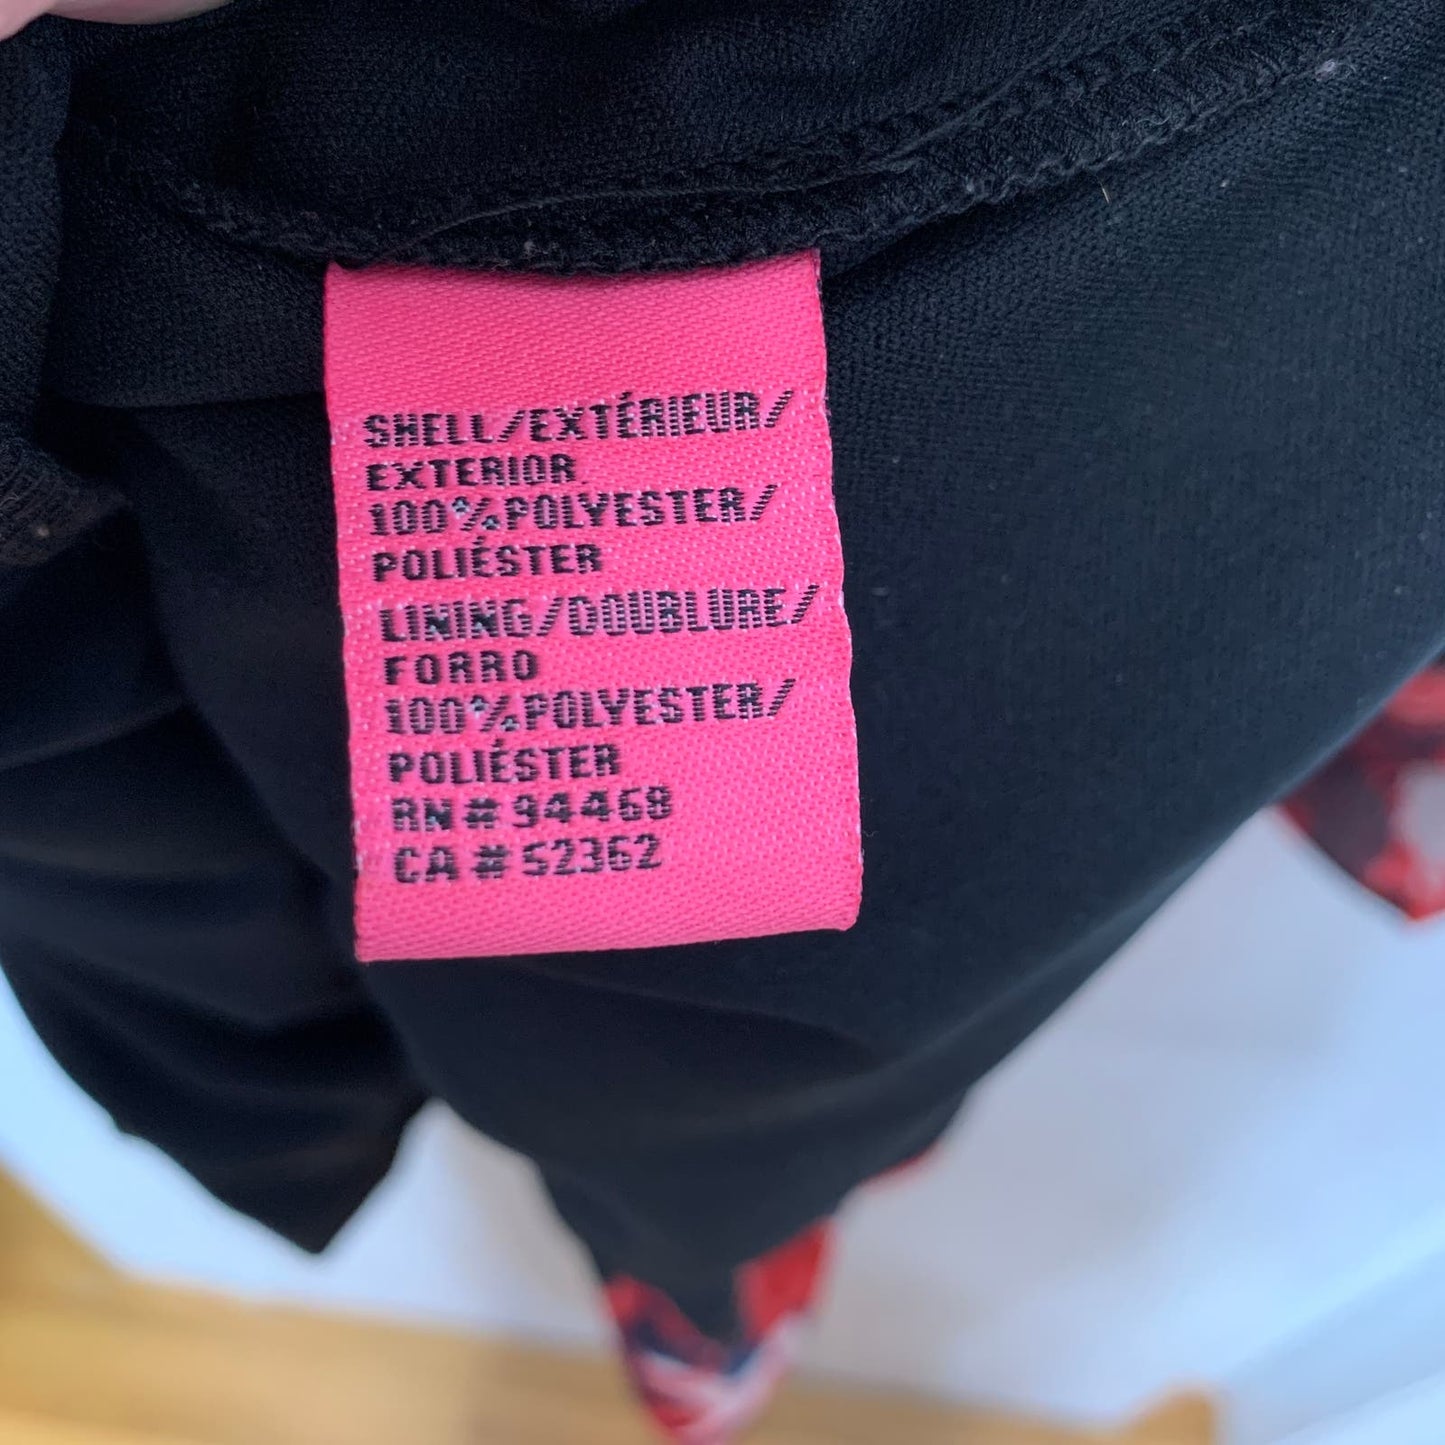 SHELL/EXTÉRIEUR/
EXTERIOR
100%POLYESTER/
POLIÉSTER
LINING/DOUBLURE/
FORRO
100%POLYESTER/
POLIÉSTER
RN#94468
CA#52362